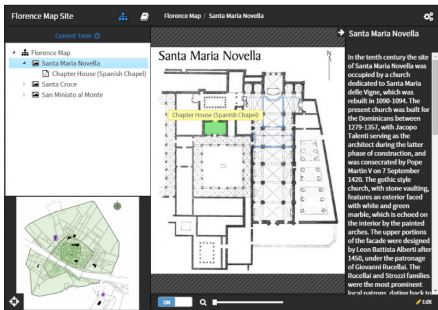 Florence Map Site
Florence Map / Santa Maria Novella
Current Term
Florence Map
Santa Maria Novella
Chapter House (Spanish Chapel)
Santa Croce
San Miniato al Monte
Santa Maria Novella
N
Chapter House (Spanish Chapel)
ON
Santa Maria Novella
In the tenth century the site
of Santa Maria Novella was
occupied by a church
dedicated to Santa Maria
delle Vigne, which was
rebuilt in 1090-1094. The
present church was built for
the Dominicans between
1279-1357, with Jacopo
Talenti serving as the
architect during the latter
phase of construction, and
was consecrated by Pope
Martin V on 7 September
1420. The gothic style
church, with stone vaulting,
features an exterior faced
with white and green
marble, which is echoed on
the interior by the painted
arches. The upper portions
of the facade were designed
by Leon Battista Alberti after
1450, under the patronage
of Giovanni Rucellai. The
Rucellai and Strozzi families
were the most prominent
local patrons, dating back to
Edit